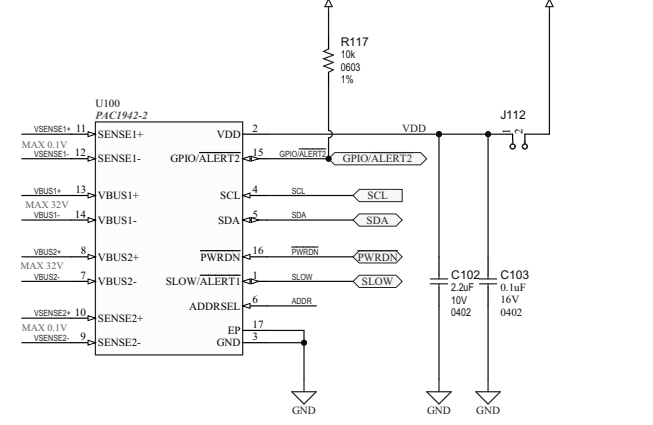 R117
10k
0603
1%
U100
PAC1942-2
J112
VSENSE1+ 11 SENSE1+ VDD 2 VDD 1 2
MAX 0.1V
VSENSE1- 12 SENSE1- GPIO/ALERT2 15 GPIO/ALERT2 GPIO/ALERT2
VBUS1+ 13 VBUS1+ SCL 4 SCL SCL
MAX 32V
VBUS1- 14 VBUS1- SDA 5 SDA SDA
VBUS2+ 8 VBUS2+ PWRDN 16 PWRDN PWRDN
MAX 32V
VBUS2- 7 VBUS2- SLOW/ALERT1 1 SLOW SLOW
C102
2.2uF
10V
0402
C103
0.1uF
16V
0402
ADDRSEL 6 ADDR
VSENSE2+ 10 SENSE2+
MAX 0.1V
EP 17
VSENSE2- 9 SENSE2- GND 3
GND GND GND